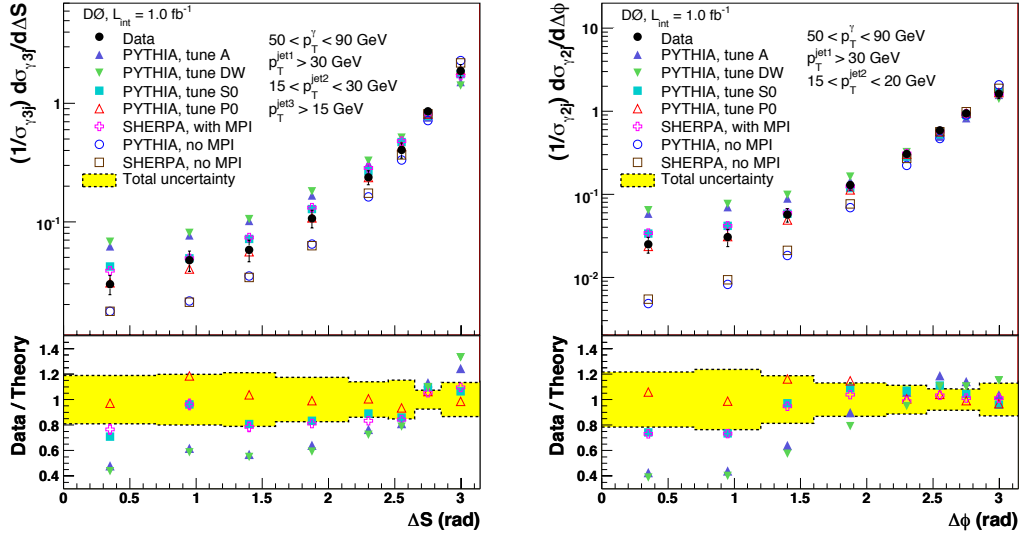 DØ, L_int = 1.0 fb⁻¹
Data
PYTHIA, tune A
PYTHIA, tune DW
PYTHIA, tune S0
PYTHIA, tune P0
SHERPA, with MPI
PYTHIA, no MPI
SHERPA, no MPI
Total uncertainty
50 < p_T^γ < 90 GeV
p_T^jet1 > 30 GeV
15 < p_T^jet2 < 30 GeV
p_T^jet3 > 15 GeV
(1/σ_γ3j) dσ_γ3j/dΔS
1
10⁻¹
Data / Theory
1.4
1.2
1.0
0.8
0.6
0.4
0 0.5 1 1.5 2 2.5 3
ΔS (rad)
DØ, L_int = 1.0 fb⁻¹
Data
PYTHIA, tune A
PYTHIA, tune DW
PYTHIA, tune S0
PYTHIA, tune P0
SHERPA, with MPI
PYTHIA, no MPI
SHERPA, no MPI
Total uncertainty
50 < p_T^γ < 90 GeV
p_T^jet1 > 30 GeV
15 < p_T^jet2 < 20 GeV
(1/σ_γ2j) dσ_γ2j/dΔϕ
10²
10
1
10⁻¹
10⁻²
Data / Theory
1.4
1.2
1.0
0.8
0.6
0.4
0 0.5 1 1.5 2 2.5 3
Δϕ (rad)